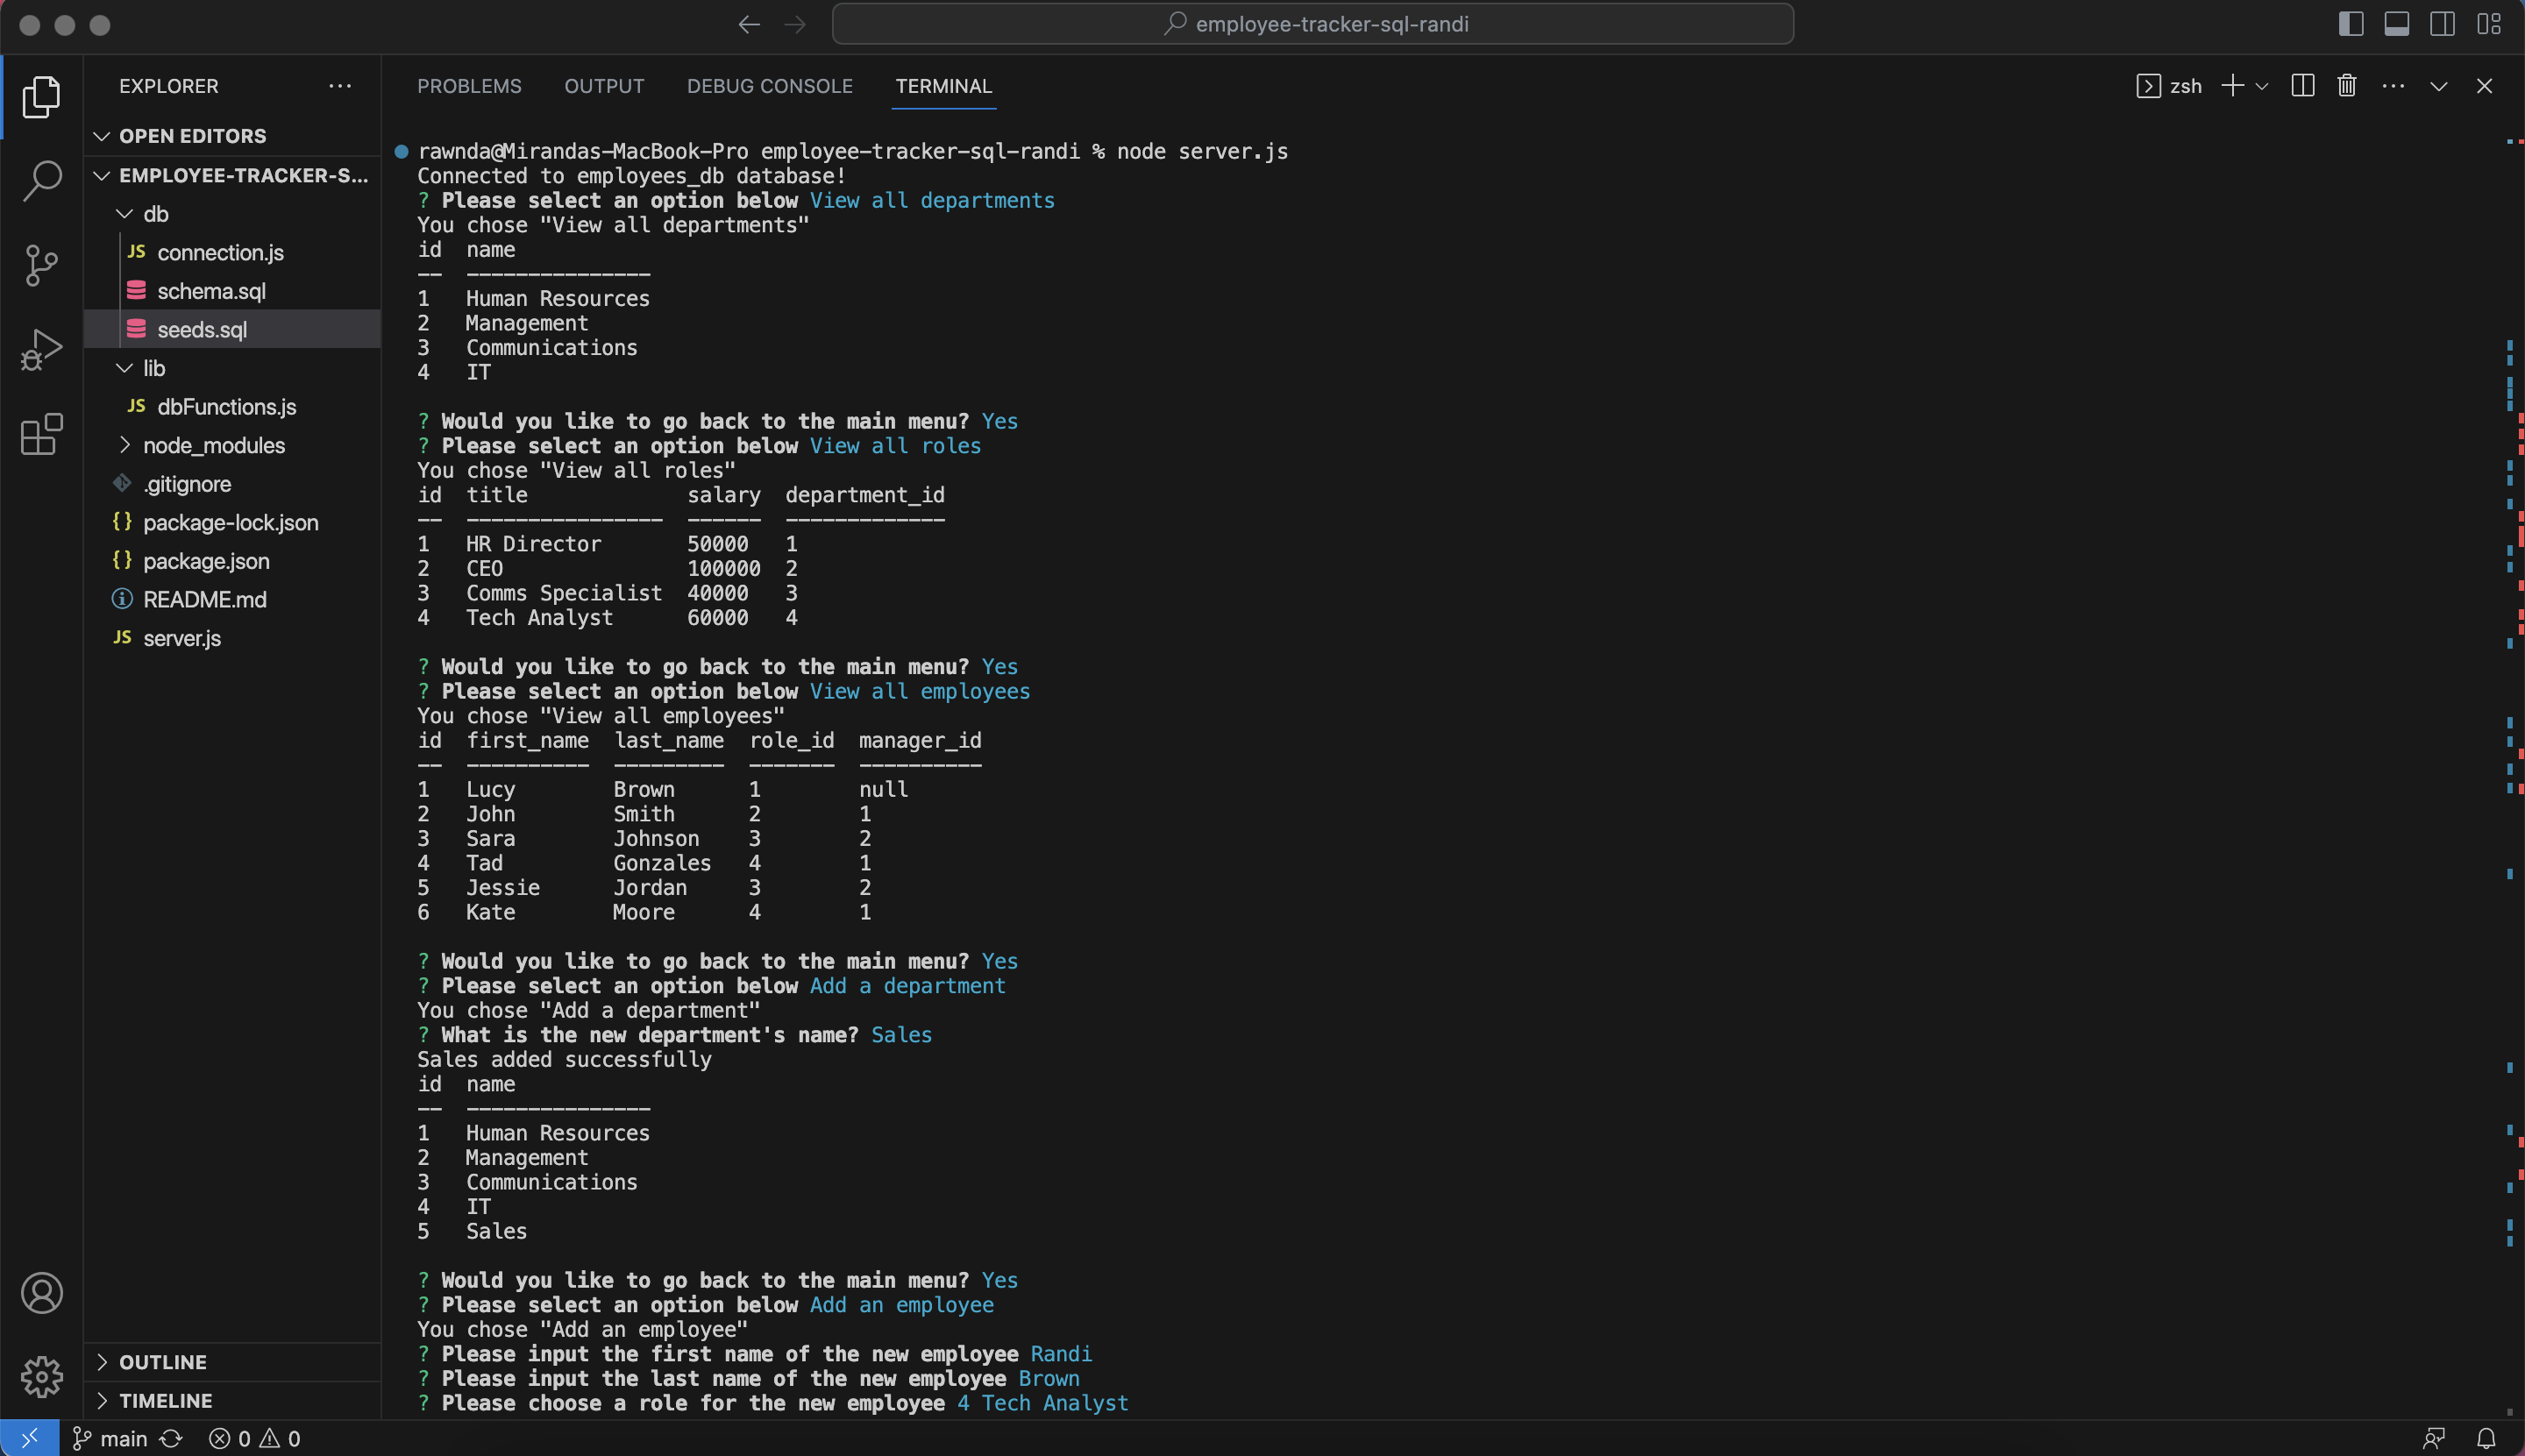 employee-tracker-sql-randi
EXPLORER
OPEN EDITORS
EMPLOYEE-TRACKER-S...
db
JS connection.js
schema.sql
seeds.sql
lib
JS dbFunctions.js
node_modules
.gitignore
{} package-lock.json
{} package.json
README.md
JS server.js
OUTLINE
TIMELINE
PROBLEMS OUTPUT DEBUG CONSOLE TERMINAL
zsh
rawnda@Mirandas-MacBook-Pro employee-tracker-sql-randi % node server.js
Connected to employees_db database!
? Please select an option below View all departments
You chose "View all departments"
id name
-- ---------------
1 Human Resources
2 Management
3 Communications
4 IT
? Would you like to go back to the main menu? Yes
? Please select an option below View all roles
You chose "View all roles"
id title salary department_id
-- ---------------- ------ -------------
1 HR Director 50000 1
2 CEO 100000 2
3 Comms Specialist 40000 3
4 Tech Analyst 60000 4
? Would you like to go back to the main menu? Yes
? Please select an option below View all employees
You chose "View all employees"
id first_name last_name role_id manager_id
-- ---------- --------- ------- ----------
1 Lucy Brown 1 null
2 John Smith 2 1
3 Sara Johnson 3 2
4 Tad Gonzales 4 1
5 Jessie Jordan 3 2
6 Kate Moore 4 1
? Would you like to go back to the main menu? Yes
? Please select an option below Add a department
You chose "Add a department"
? What is the new department's name? Sales
Sales added successfully
id name
-- ---------------
1 Human Resources
2 Management
3 Communications
4 IT
5 Sales
? Would you like to go back to the main menu? Yes
? Please select an option below Add an employee
You chose "Add an employee"
? Please input the first name of the new employee Randi
? Please input the last name of the new employee Brown
? Please choose a role for the new employee 4 Tech Analyst
main 0 0